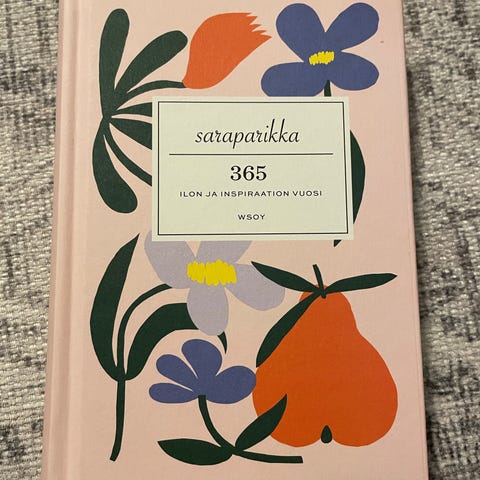 saraparikka
365
ILON JA INSPIRAATION VUOSI
WSOY